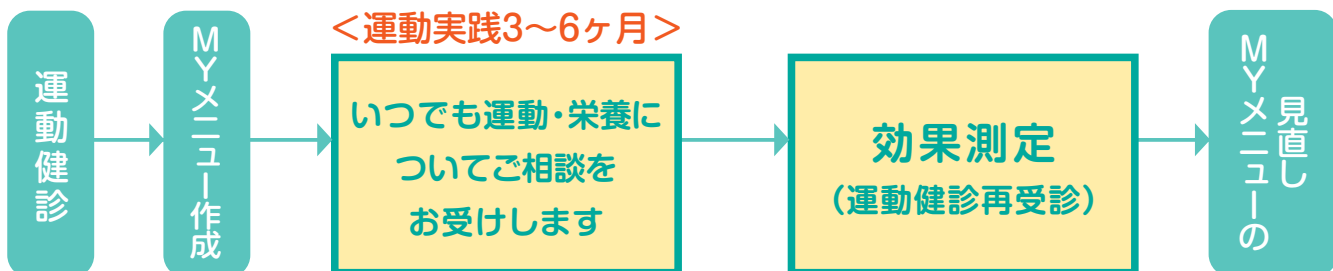 運動健診
MYメニュー作成
＜運動実践3～6ヶ月＞
いつでも運動・栄養に
ついてご相談を
お受けします
効果測定
（運動健診再受診）
MYメニューの
見直し